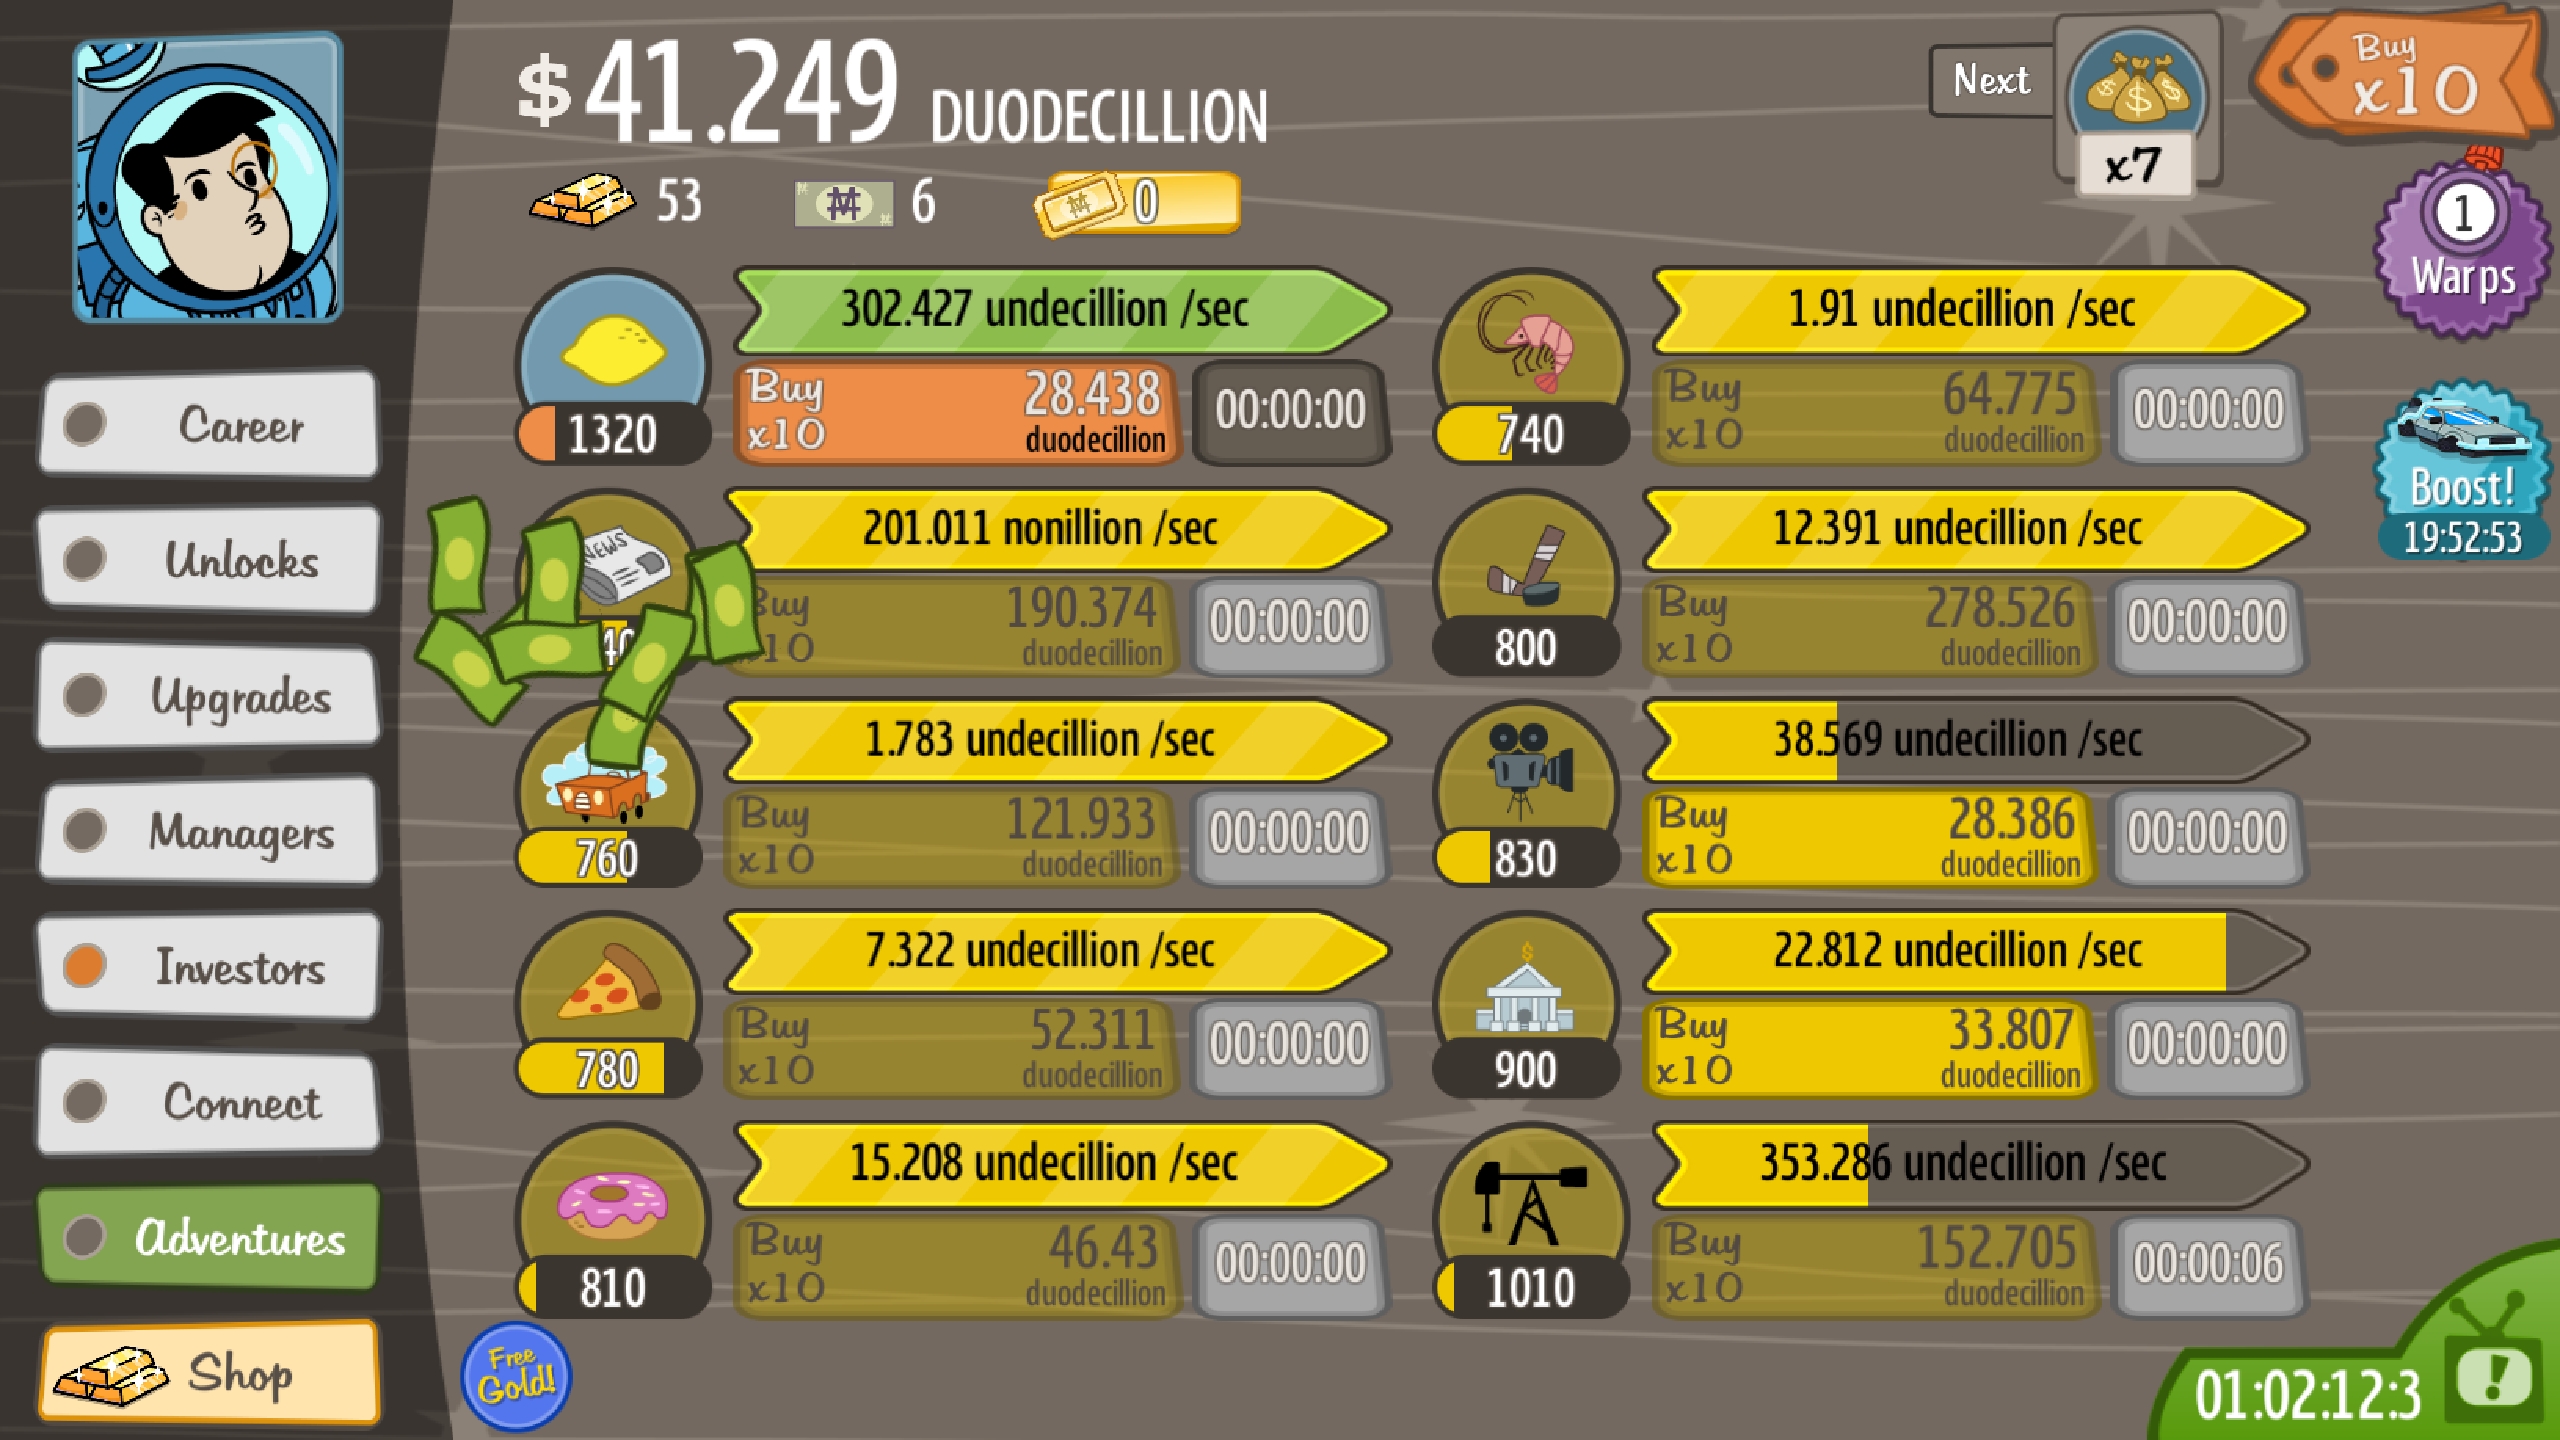 $41.249 DUODECILLION
53
6
0
Next
x7
Buy
x10
1
Warps
Boost!
19:52:53
Career
Unlocks
Upgrades
Managers
Investors
Connect
Adventures
Shop
302.427 undecillion /sec
1320
Buy
x10
28.438
duodecillion
00:00:00
NEWS
201.011 nonillion /sec
Buy
x10
190.374
duodecillion
00:00:00
1.783 undecillion /sec
760
Buy
x10
121.933
duodecillion
00:00:00
7.322 undecillion /sec
780
Buy
x10
52.311
duodecillion
00:00:00
15.208 undecillion /sec
810
Buy
x10
46.43
duodecillion
00:00:00
1.91 undecillion /sec
740
Buy
x10
64.775
duodecillion
00:00:00
12.391 undecillion /sec
800
Buy
x10
278.526
duodecillion
00:00:00
38.569 undecillion /sec
830
Buy
x10
28.386
duodecillion
00:00:00
22.812 undecillion /sec
900
Buy
x10
33.807
duodecillion
00:00:00
353.286 undecillion /sec
1010
Buy
x10
152.705
duodecillion
00:00:06
Free
Gold!
01:02:12:3